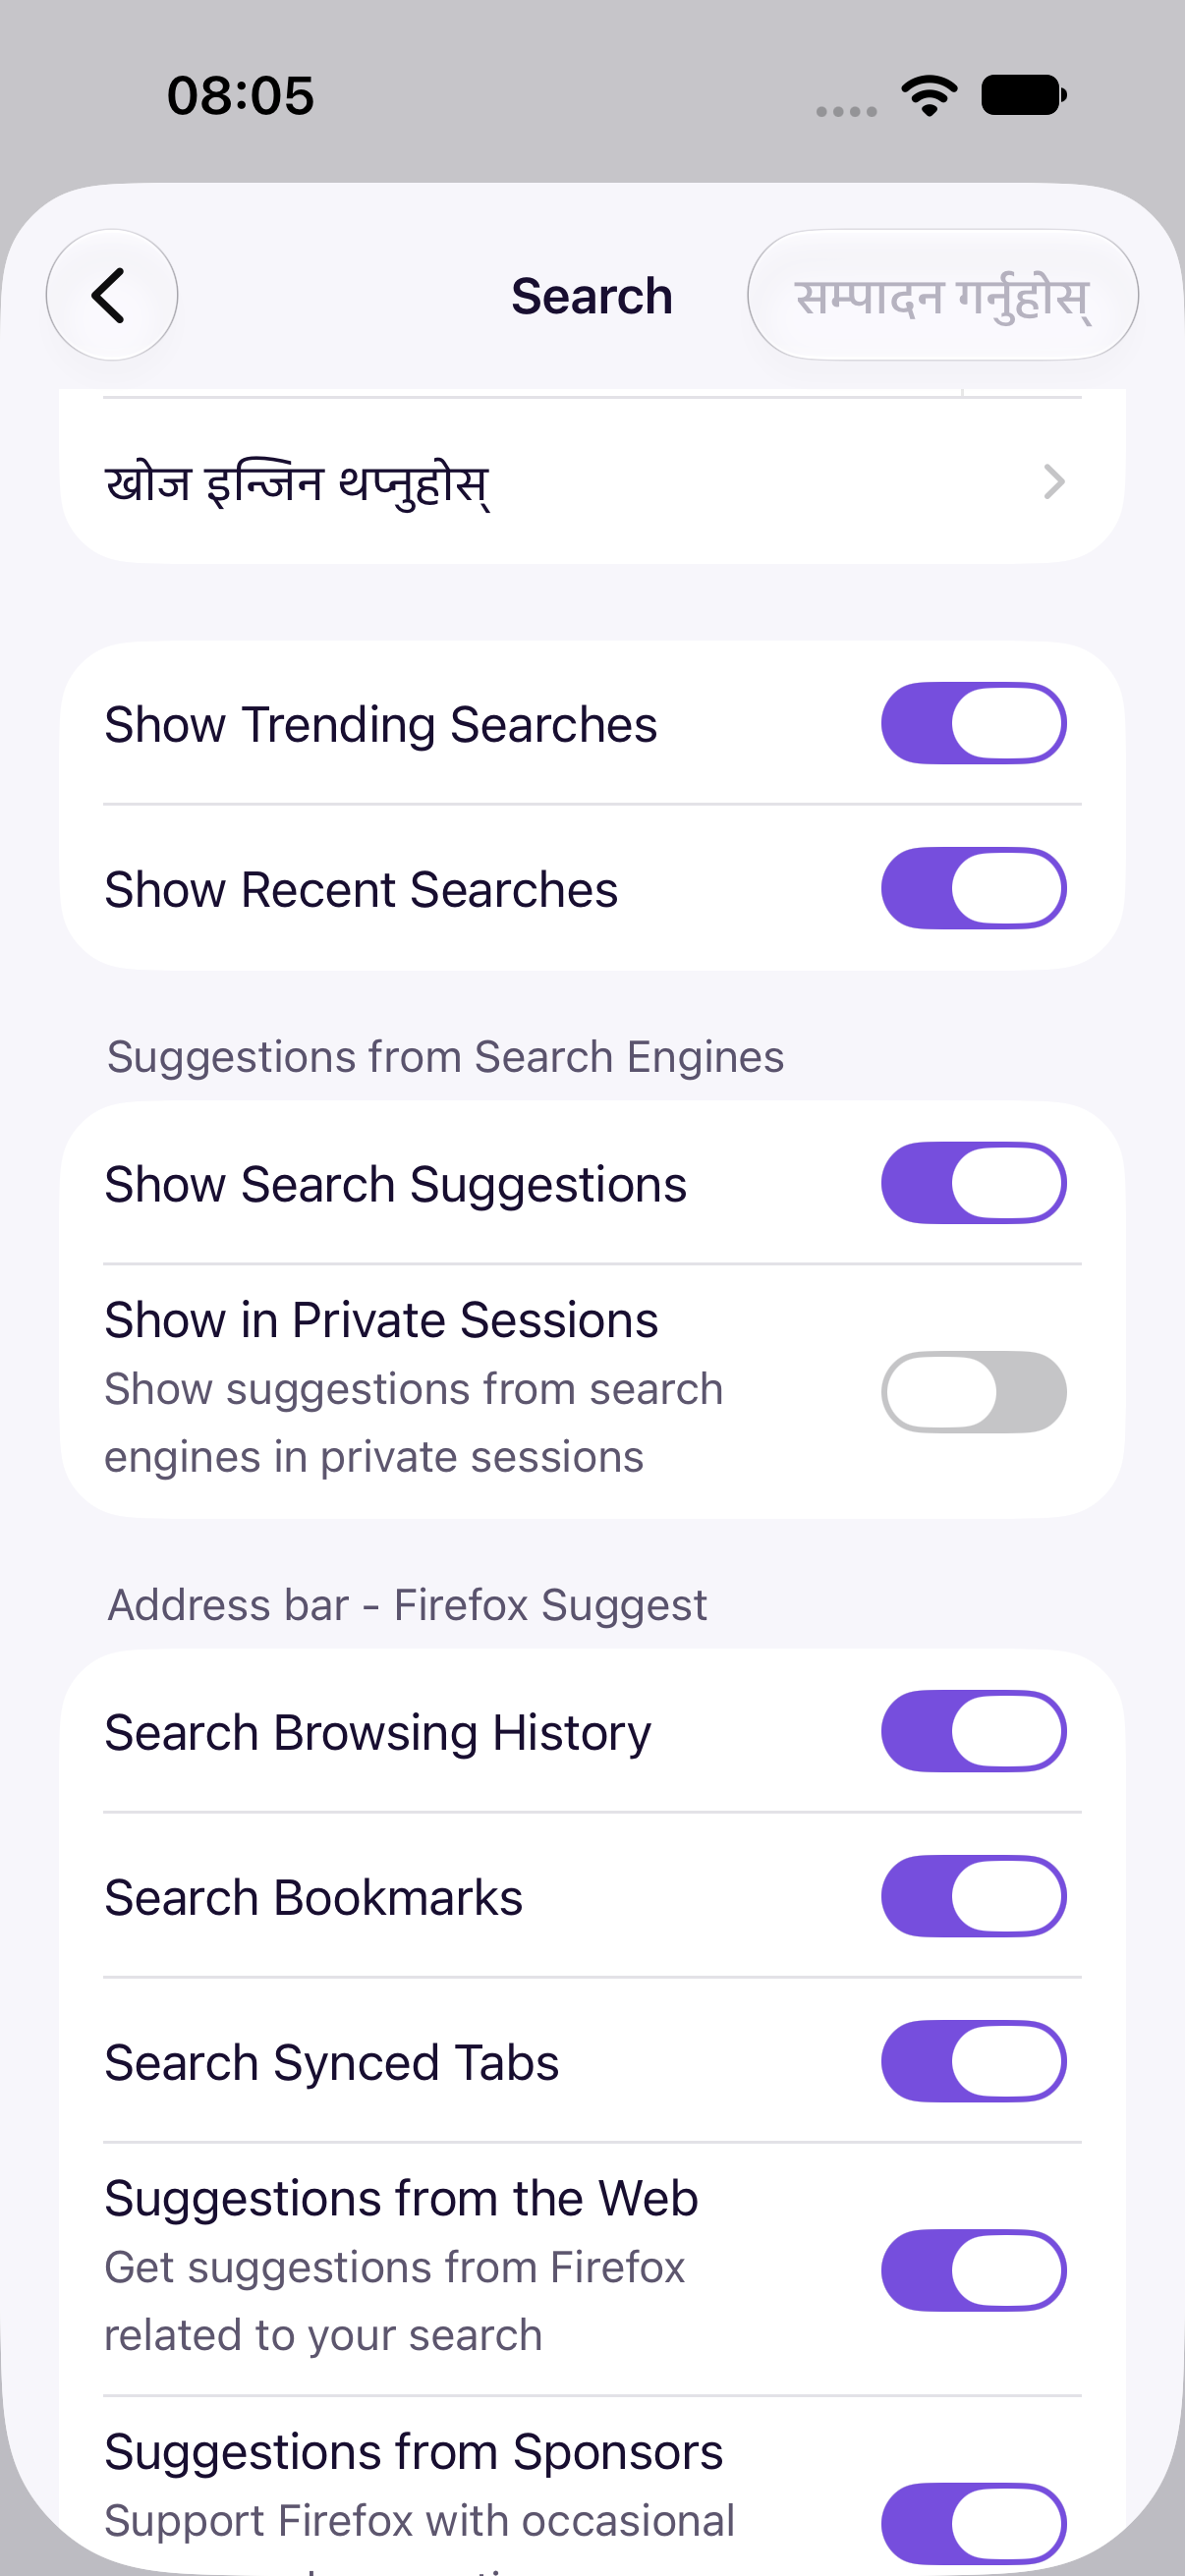 08:05
Search
सम्पादन गर्नुहोस्
खोज इन्जिन थप्नुहोस्
Show Trending Searches
Show Recent Searches
Suggestions from Search Engines
Show Search Suggestions
Show in Private Sessions
Show suggestions from search
engines in private sessions
Address bar - Firefox Suggest
Search Browsing History
Search Bookmarks
Search Synced Tabs
Suggestions from the Web
Get suggestions from Firefox
related to your search
Suggestions from Sponsors
Support Firefox with occasional